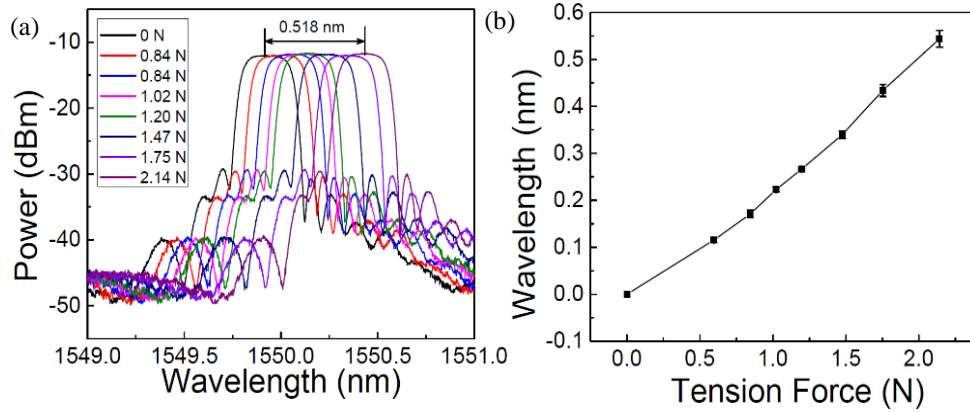 (a)
0.518 nm
0 N
0.84 N
0.84 N
1.02 N
1.20 N
1.47 N
1.75 N
2.14 N
Power (dBm)
-10
-20
-30
-40
-50
1549.0 1549.5 1550.0 1550.5 1551.0
Wavelength (nm)
(b)
Wavelength (nm)
0.6
0.5
0.4
0.3
0.2
0.1
0.0
-0.1
0.0 0.5 1.0 1.5 2.0
Tension Force (N)